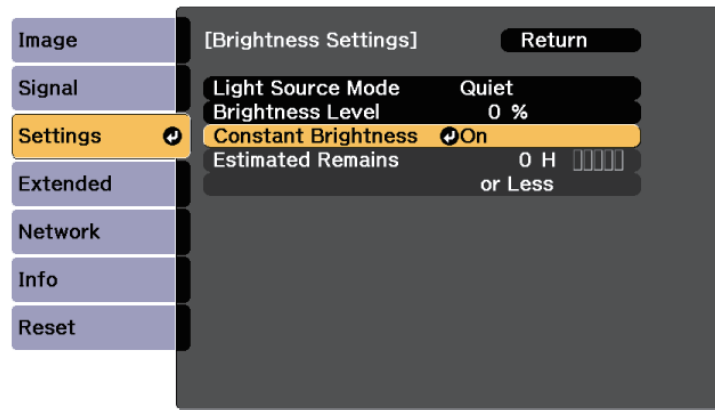 Image
Signal
Settings
Extended
Network
Info
Reset
[Brightness Settings] Return
Light Source Mode Quiet
Brightness Level 0 %
Constant Brightness On
Estimated Remains 0 H
or Less